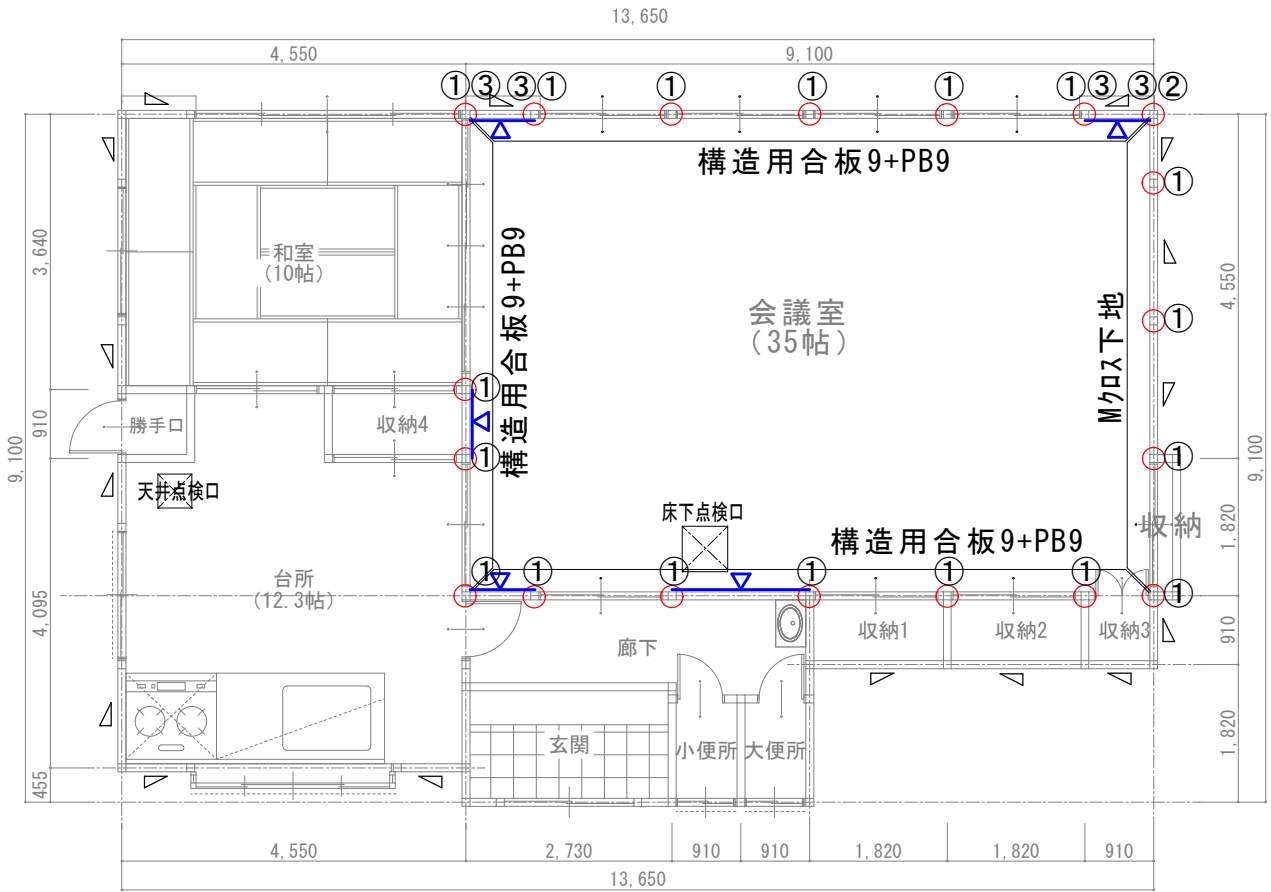 13,650
4,550
9,100
①③③①
①
①
①
①③③②
構造用合板9+PB9
①
構造用合板9+PB9
和室
(10帖)
3,640
会議室
(35帖)
Mクロス下地
4,550
①
①
910
勝手口
収納4
①
①
9,100
9,100
天井点検口
床下点検口
構造用合板9+PB9
収納
1,820
①
①
①
①
①
①
①
台所
(12.3帖)
4,095
廊下
収納1
収納2
収納3
910
1,820
玄関
小便所
大便所
455
4,550
2,730
910
910
1,820
1,820
910
13,650